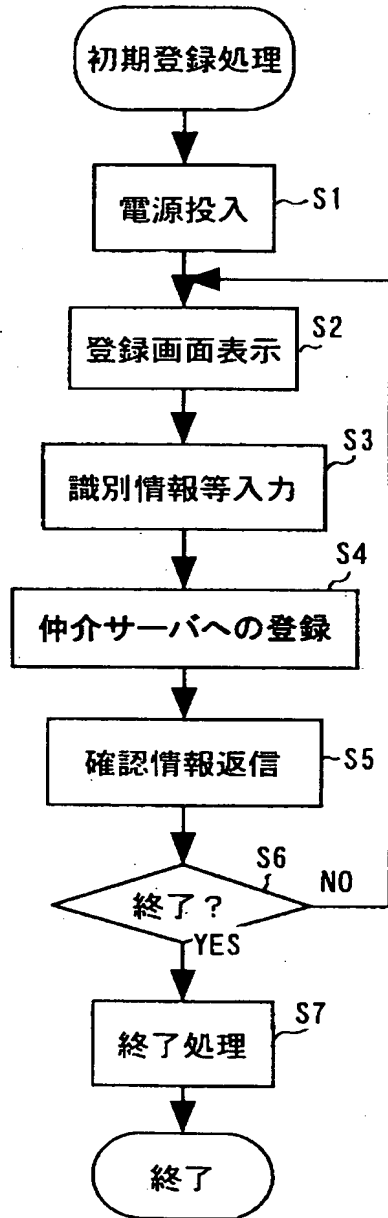 初期登録処理
電源投入
S1
登録画面表示
S2
識別情報等入力
S3
仲介サーバへの登録
S4
確認情報返信
S5
終了?
S6
NO
YES
終了処理
S7
終了